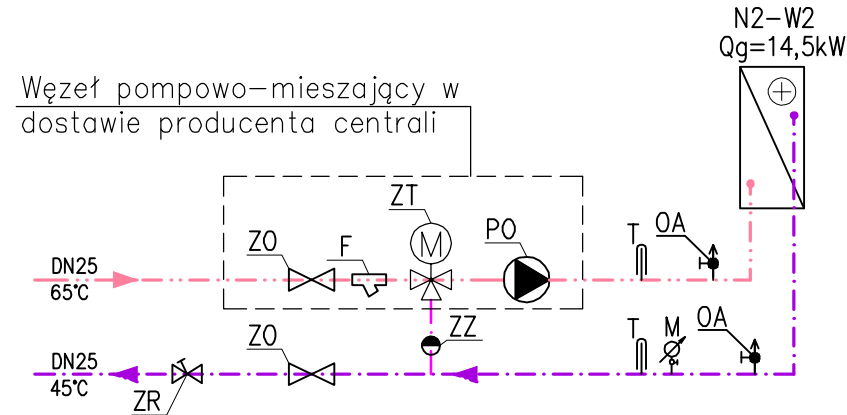 N2-W2
Qg=14,5kW
Węzeł pompowo-mieszający w
dostawie producenta centrali
ZT
M
ZO
F
PO
T
OA
DN25
65°C
ZO
ZZ
T
M
OA
DN25
45°C
ZR